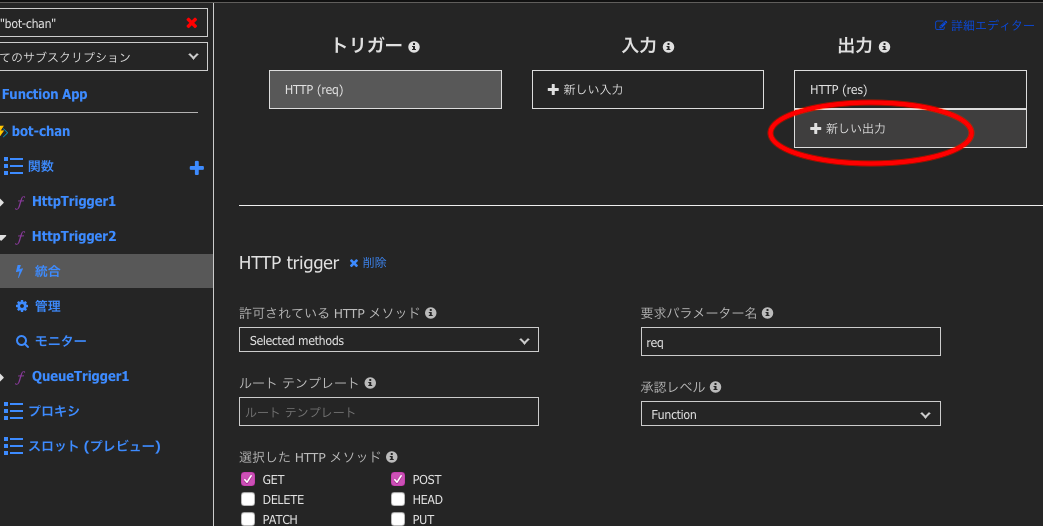 "bot-chan"
てのサブスクリプション
Function App
bot-chan
関数
HttpTrigger1
HttpTrigger2
統合
管理
モニター
QueueTrigger1
プロキシ
スロット (プレビュー)
詳細エディター
トリガー
入力
出力
HTTP (req)
新しい入力
HTTP (res)
新しい出力
HTTP trigger
削除
許可されている HTTP メソッド
要求パラメーター名
Selected methods
req
ルート テンプレート
承認レベル
ルート テンプレート
Function
選択した HTTP メソッド
GET
POST
DELETE
HEAD
PATCH
PUT